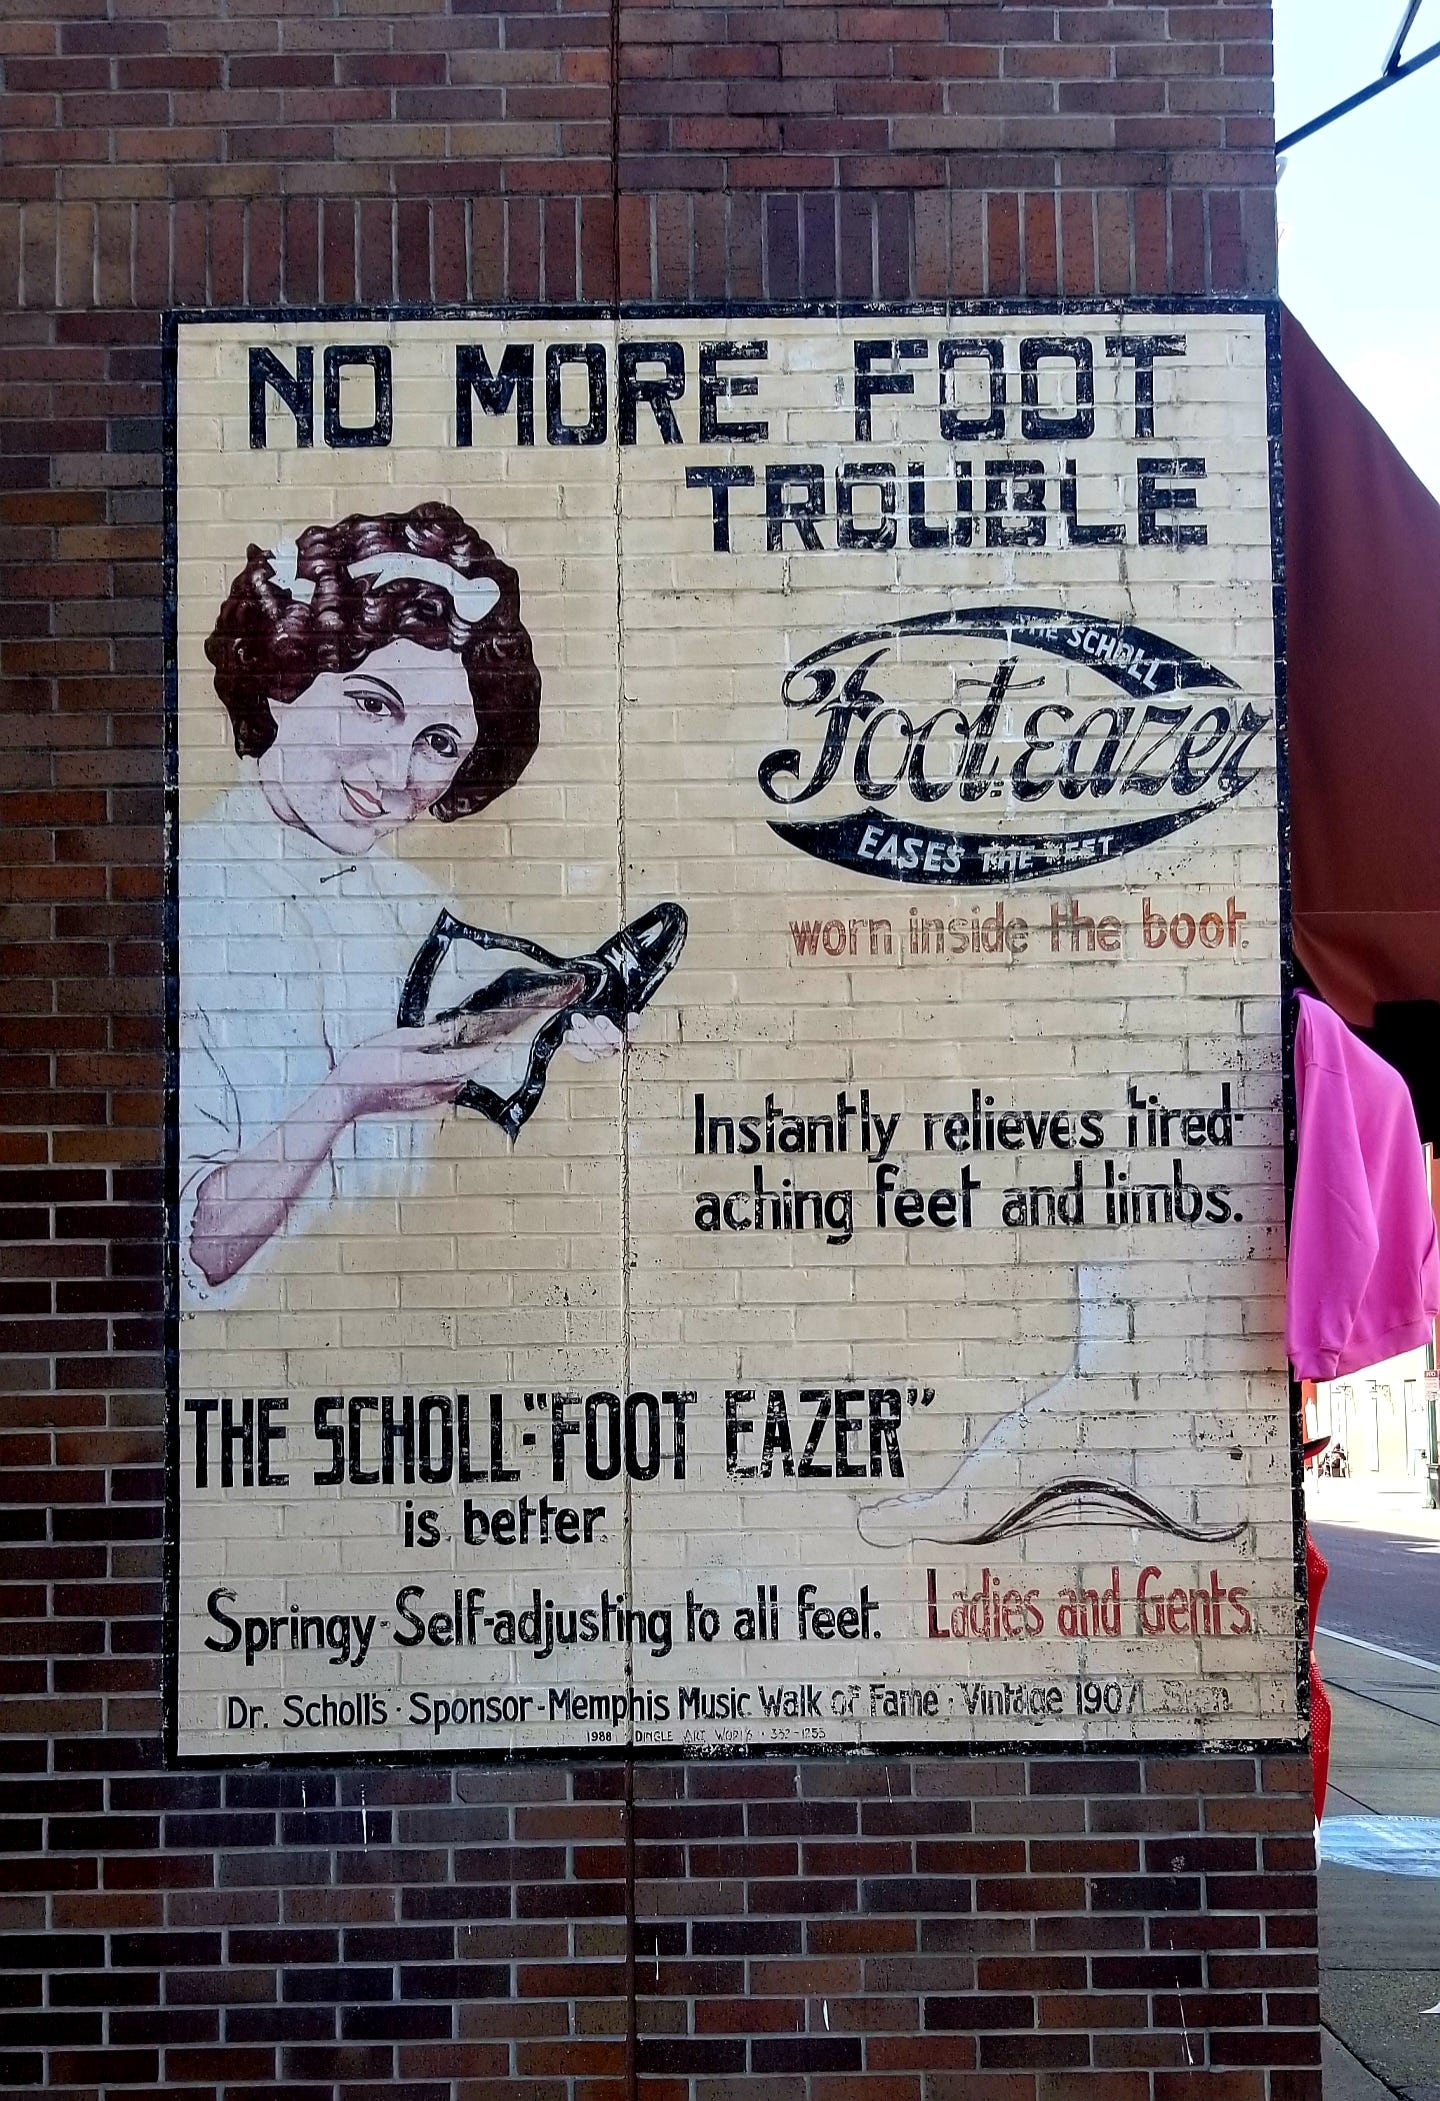 NO MORE FOOT
TROUBLE
THE SCHOLL
Foot-Eazer
EASES THE FEET
worn inside the boot.
Instantly relieves tired-
aching feet and limbs.
THE SCHOLL-"FOOT EAZER"
is better.
Springy-Self-adjusting to all feet.
Ladies and Gents.
Dr. Scholl's · Sponsor - Memphis Music Walk of Fame · Vintage 1907 Sign
1988 DINGLE ART WORKS · 332-1255